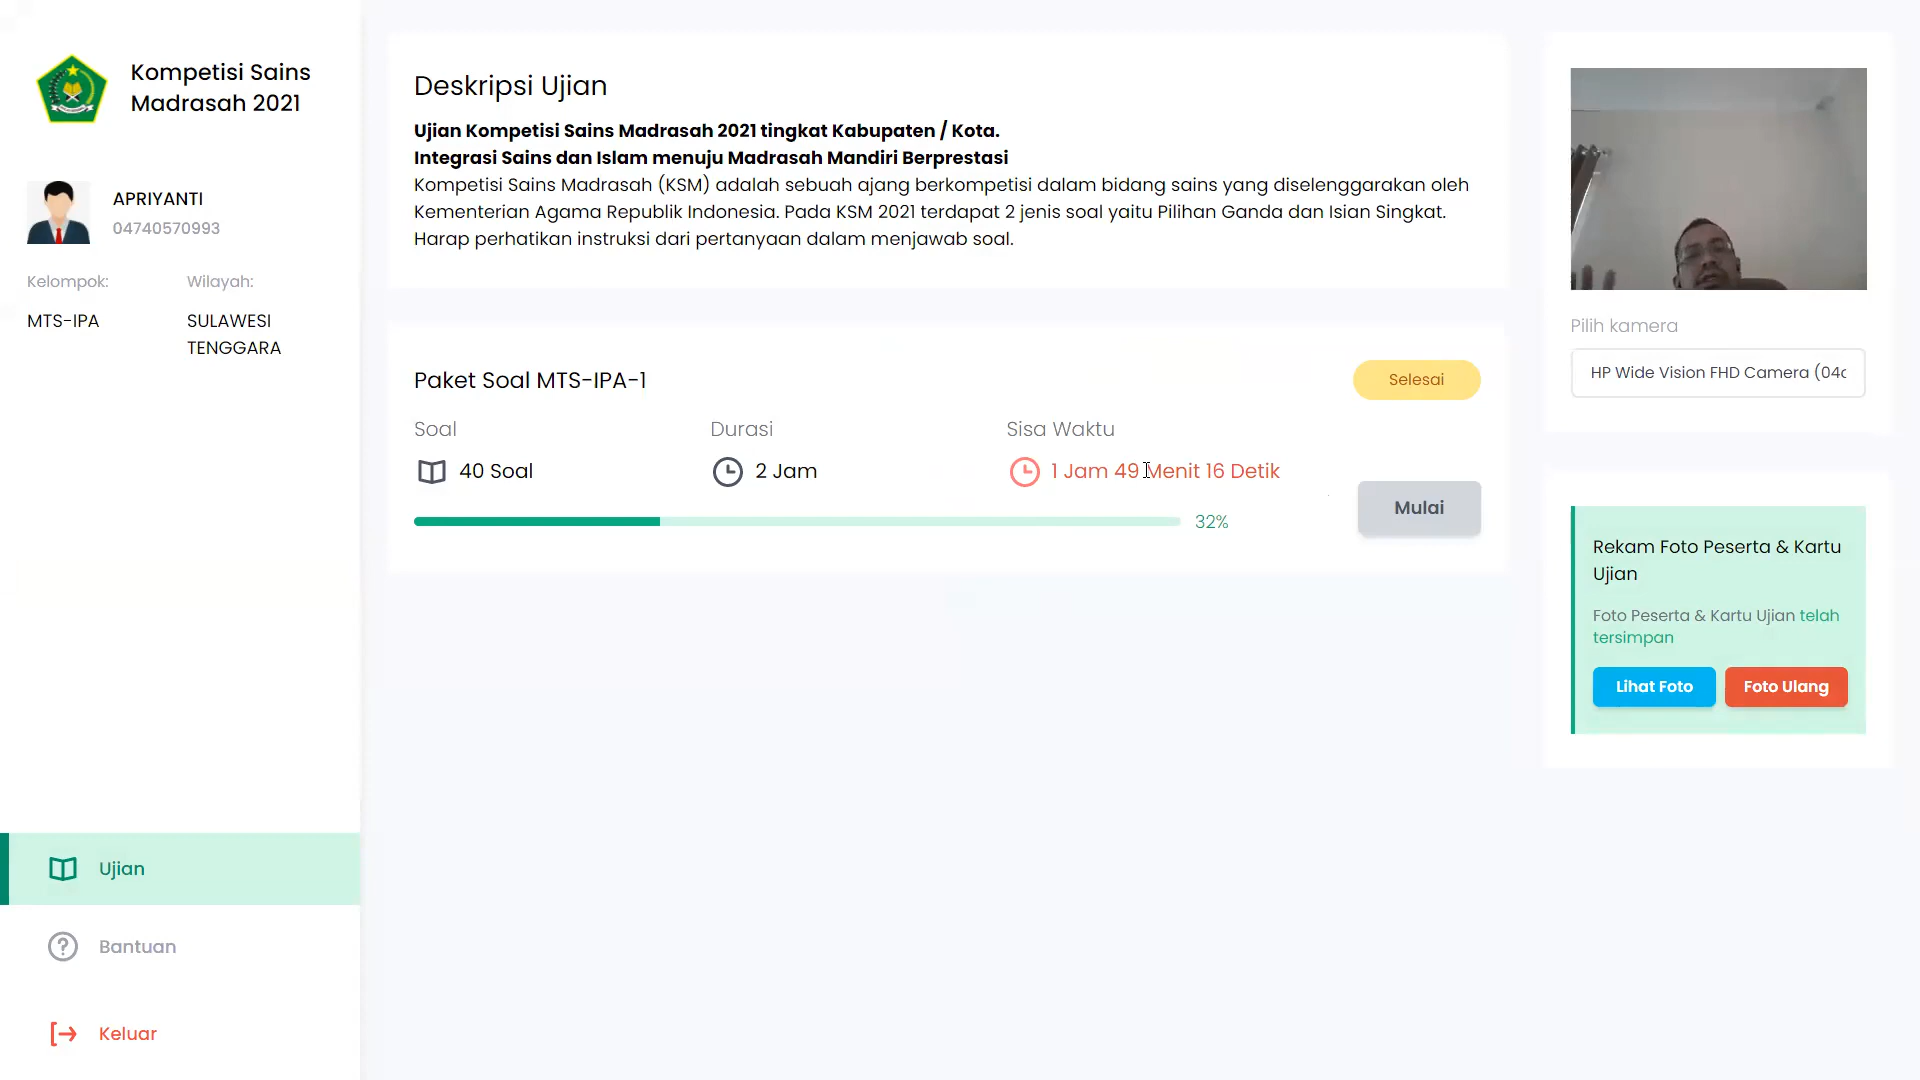 Kompetisi Sains
Madrasah 2021
APRIYANTI
04740570993
Kelompok:
MTS-IPA
Wilayah:
SULAWESI
TENGGARA
Ujian
Bantuan
Keluar
Deskripsi Ujian
Ujian Kompetisi Sains Madrasah 2021 tingkat Kabupaten / Kota.
Integrasi Sains dan Islam menuju Madrasah Mandiri Berprestasi
Kompetisi Sains Madrasah (KSM) adalah sebuah ajang berkompetisi dalam bidang sains yang diselenggarakan oleh
Kementerian Agama Republik Indonesia. Pada KSM 2021 terdapat 2 jenis soal yaitu Pilihan Ganda dan Isian Singkat.
Harap perhatikan instruksi dari pertanyaan dalam menjawab soal.
Paket Soal MTS-IPA-1
Selesai
Soal
40 Soal
Durasi
2 Jam
Sisa Waktu
1 Jam 49 Menit 16 Detik
32%
Mulai
Pilih kamera
HP Wide Vision FHD Camera (04c
Rekam Foto Peserta & Kartu
Ujian
Foto Peserta & Kartu Ujian telah
tersimpan
Lihat Foto
Foto Ulang